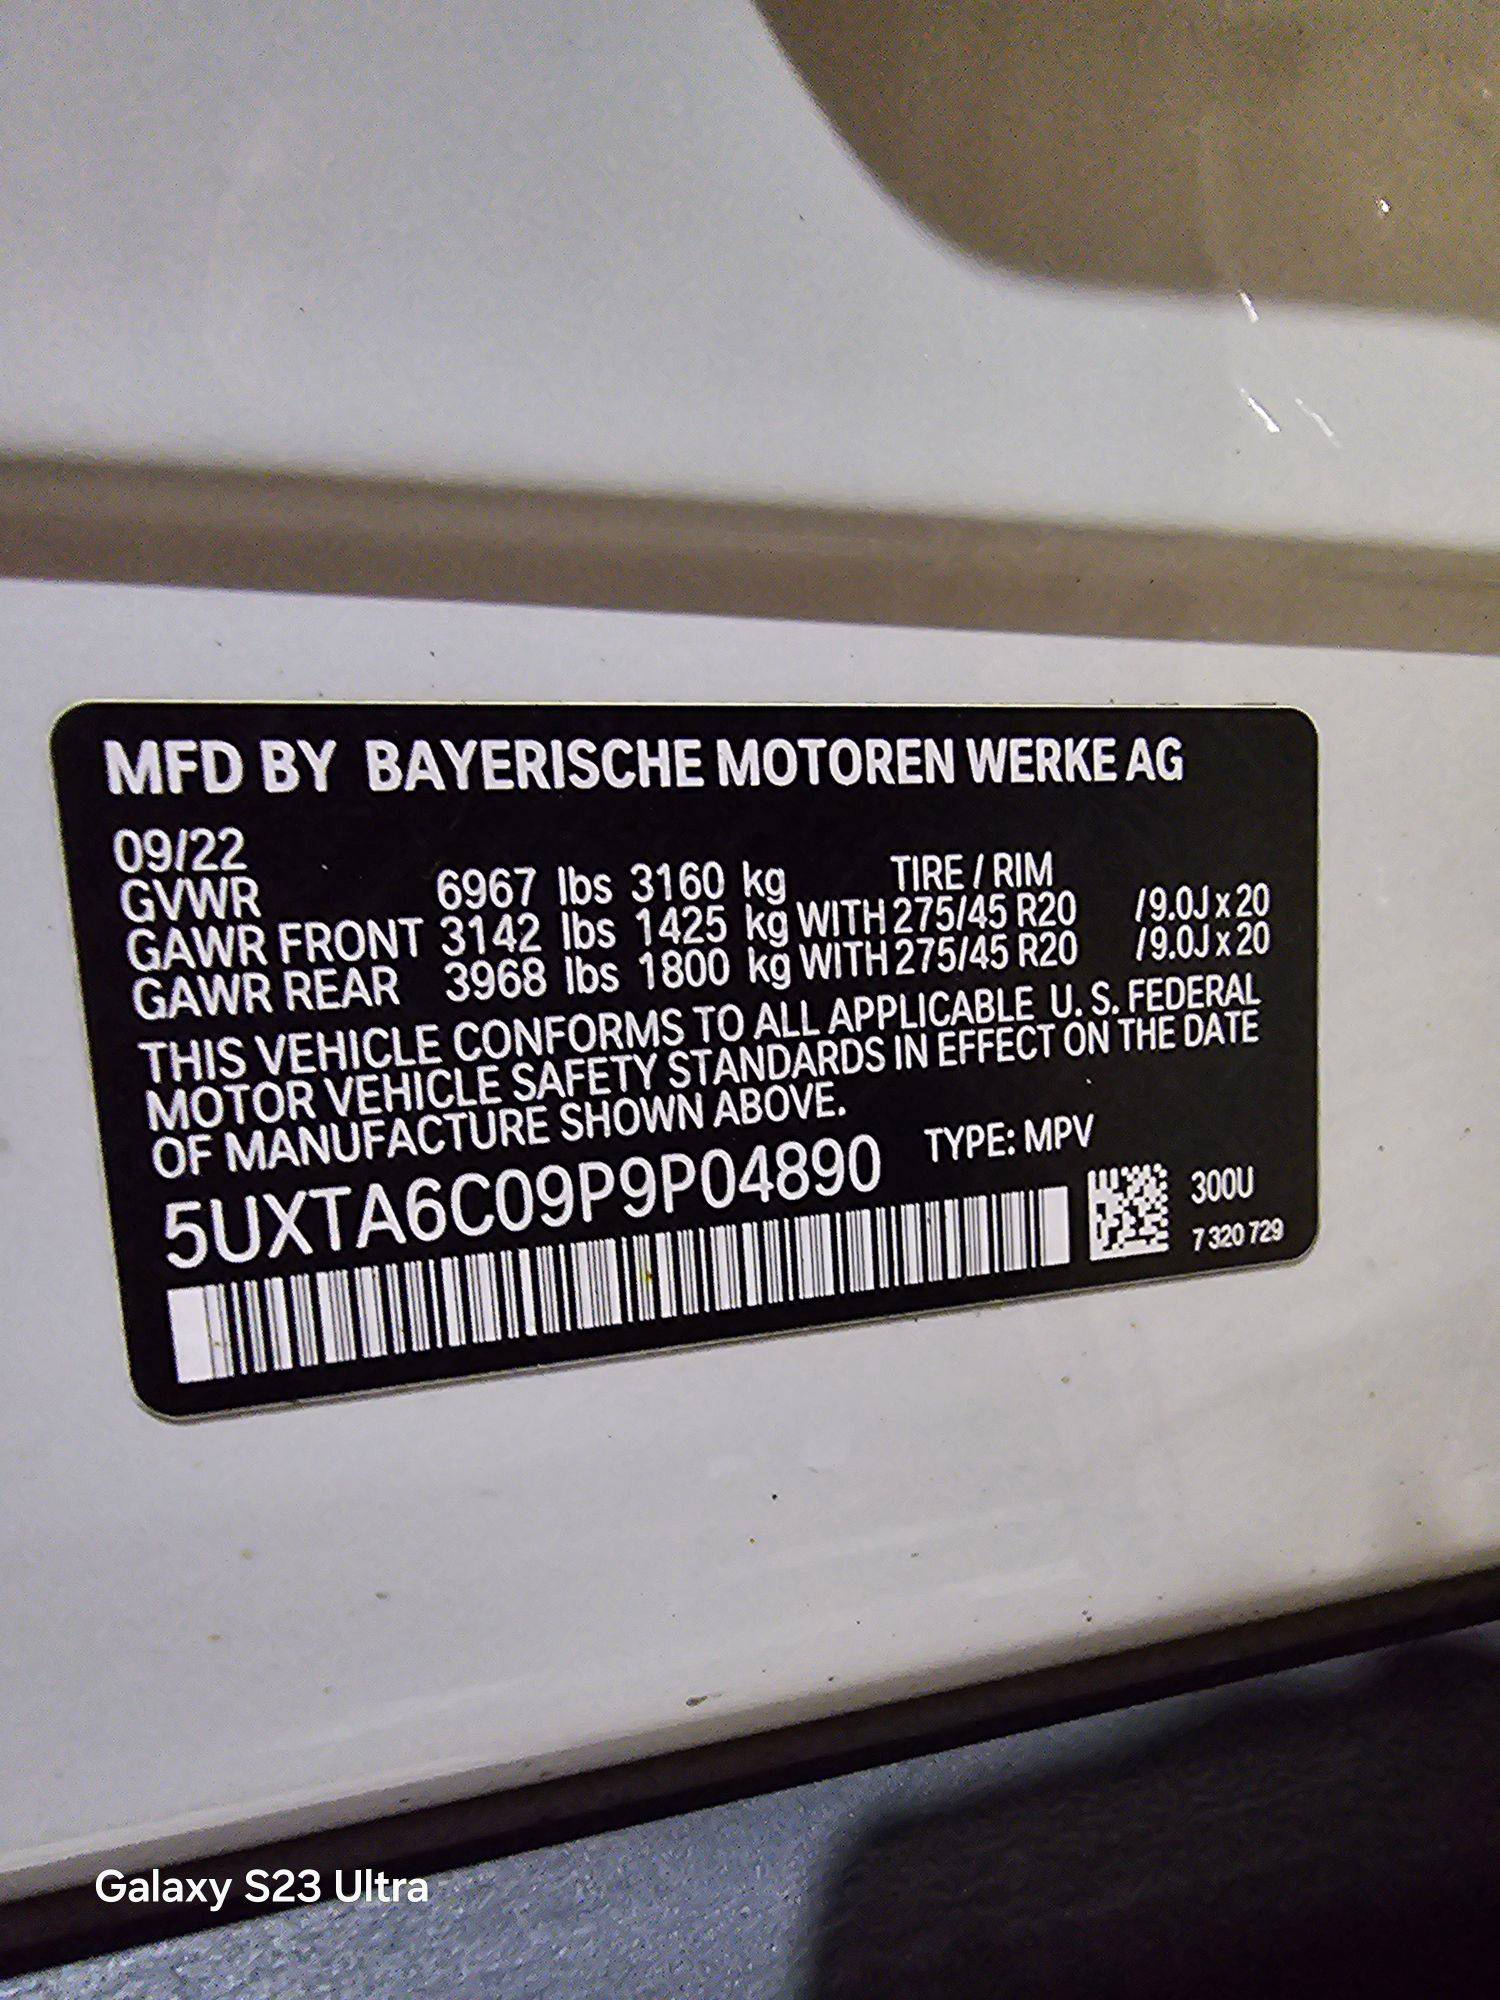 MFD BY BAYERISCHE MOTOREN WERKE AG
09/22
TIRE / RIM
GVWR 6967 lbs 3160 kg
GAWR FRONT 3142 lbs 1425 kg WITH 275/45 R20 /9.0J x 20
GAWR REAR 3968 lbs 1800 kg WITH 275/45 R20 /9.0J x 20
THIS VEHICLE CONFORMS TO ALL APPLICABLE U. S. FEDERAL
MOTOR VEHICLE SAFETY STANDARDS IN EFFECT ON THE DATE
OF MANUFACTURE SHOWN ABOVE.
5UXTA6C09P9P04890 TYPE: MPV
300U
7 320 729
Galaxy S23 Ultra